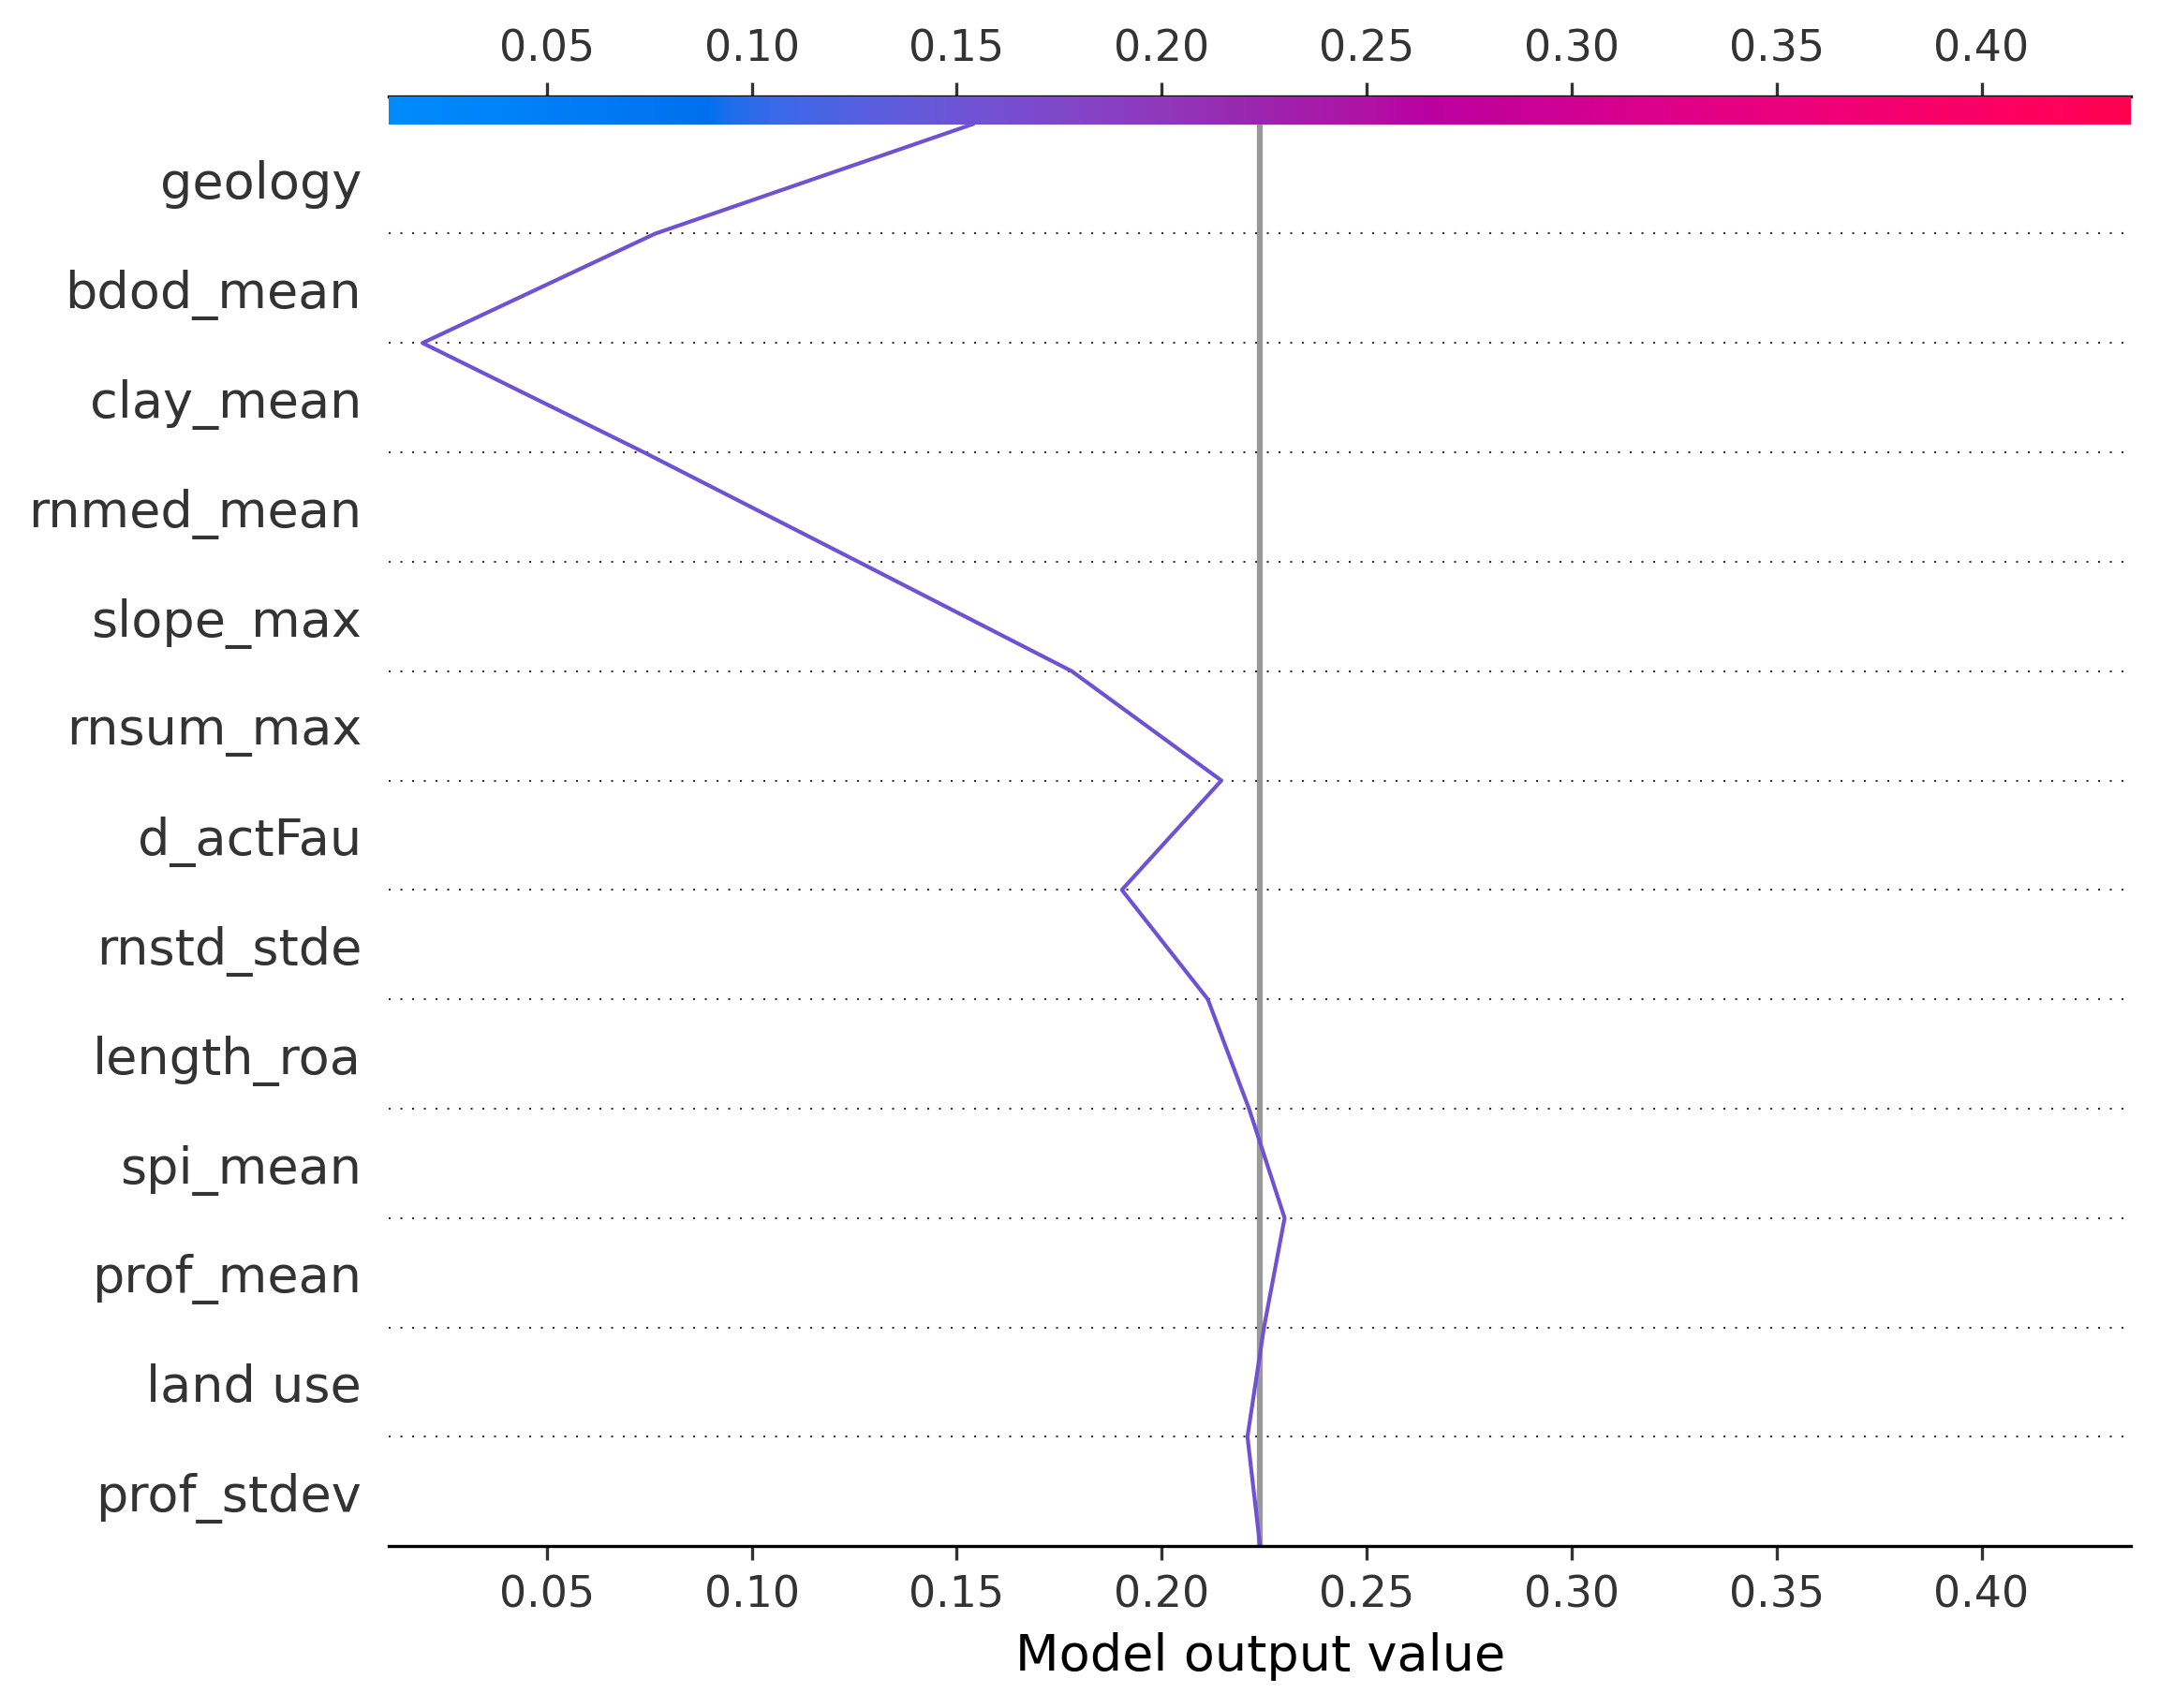 0.05 0.10 0.15 0.20 0.25 0.30 0.35 0.40
geology
bdod_mean
clay_mean
rnmed_mean
slope_max
rnsum_max
d_actFau
rnstd_stde
length_roa
spi_mean
prof_mean
land use
prof_stdev
0.05 0.10 0.15 0.20 0.25 0.30 0.35 0.40
Model output value